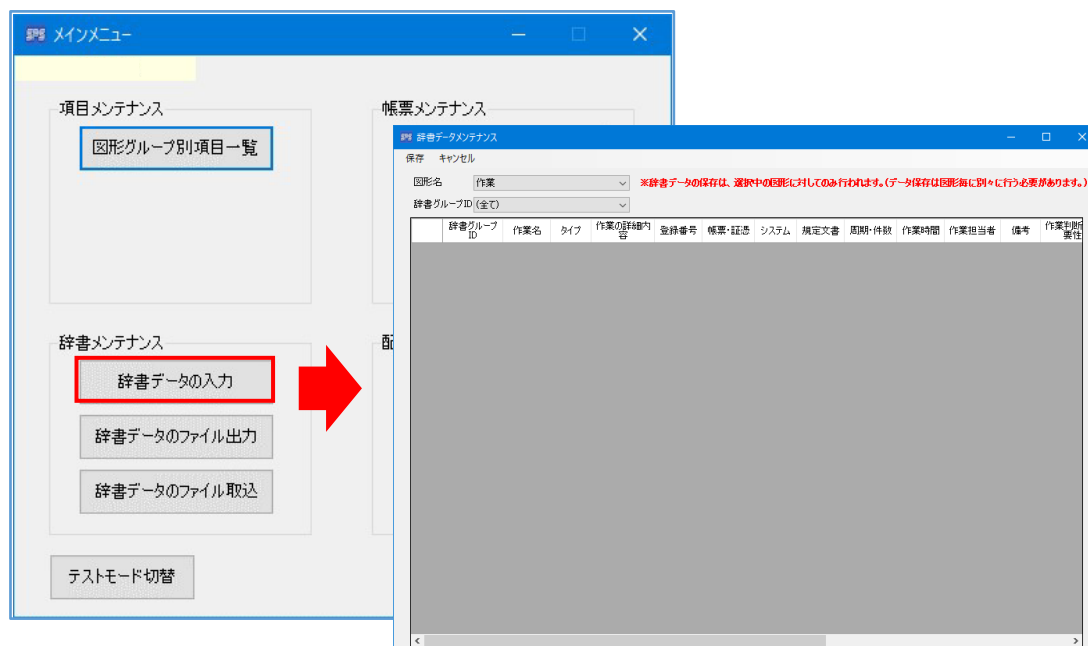 SPS メインメニュー
項目メンテナンス
図形グループ別項目一覧
帳票メンテナンス
辞書メンテナンス
辞書データの入力
辞書データのファイル出力
辞書データのファイル取込
テストモード切替
配
SPS 辞書データメンテナンス
保存 キャンセル
図形名 作業 ※辞書データの保存は、選択中の図形に対してのみ行われます。(データ保存は図形毎に別々に行う必要があります。)
辞書グループID (全て)
辞書グループID 作業名 タイプ 作業の詳細内容 登録番号 帳票・証憑 システム 規定文書 周期・件数 作業時間 作業担当者 備考 作業判断 要性